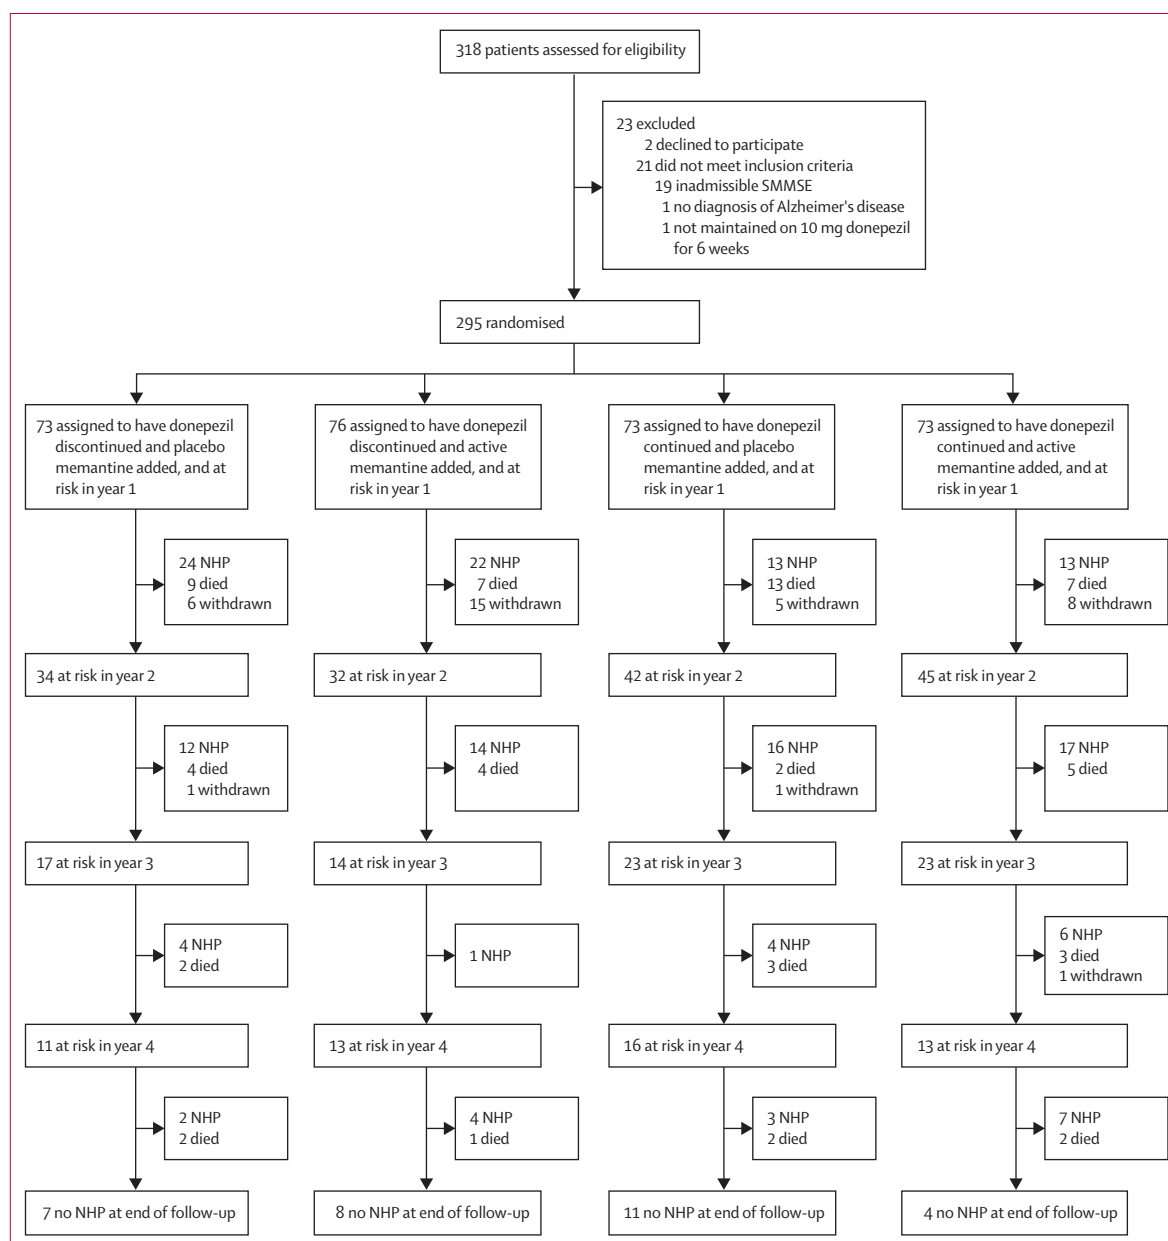 318 patients assessed for eligibility
23 excluded
2 declined to participate
21 did not meet inclusion criteria
19 inadmissible SMMSE
1 no diagnosis of Alzheimer's disease
1 not maintained on 10 mg donepezil
for 6 weeks
295 randomised
73 assigned to have donepezil
discontinued and placebo
memantine added, and at
risk in year 1
76 assigned to have donepezil
discontinued and active
memantine added, and at
risk in year 1
73 assigned to have donepezil
continued and placebo
memantine added, and at
risk in year 1
73 assigned to have donepezil
continued and active
memantine added, and at
risk in year 1
24 NHP
9 died
6 withdrawn
22 NHP
7 died
15 withdrawn
13 NHP
13 died
5 withdrawn
13 NHP
7 died
8 withdrawn
34 at risk in year 2
32 at risk in year 2
42 at risk in year 2
45 at risk in year 2
12 NHP
4 died
1 withdrawn
14 NHP
4 died
16 NHP
2 died
1 withdrawn
17 NHP
5 died
17 at risk in year 3
14 at risk in year 3
23 at risk in year 3
23 at risk in year 3
4 NHP
2 died
1 NHP
4 NHP
3 died
6 NHP
3 died
1 withdrawn
11 at risk in year 4
13 at risk in year 4
16 at risk in year 4
13 at risk in year 4
2 NHP
2 died
4 NHP
1 died
3 NHP
2 died
7 NHP
2 died
7 no NHP at end of follow-up
8 no NHP at end of follow-up
11 no NHP at end of follow-up
4 no NHP at end of follow-up